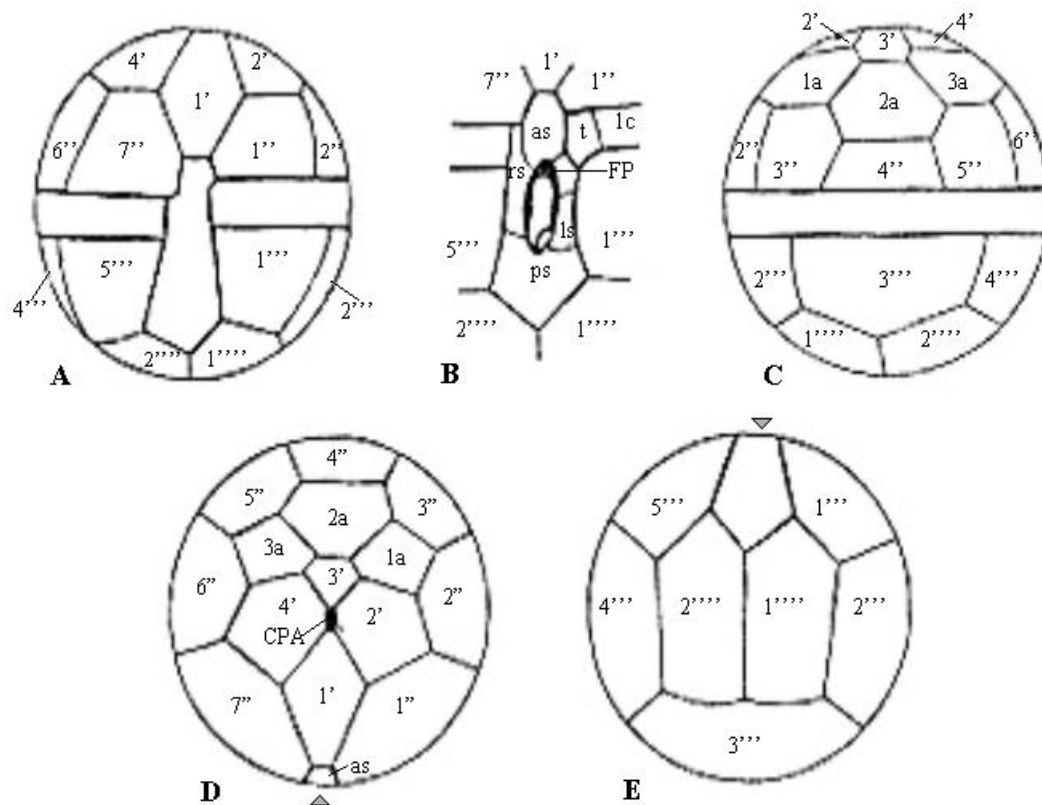 4’ 2’
1’
6” 7” 1” 2”
5’’’ 1’’’
4’’’ 2’’’
2’’’’ 1’’’’
A
1’
7” 1”
as t 1c
rs FP
ls
5’’’ 1’’’
ps
2’’’’ 1’’’’
B
2’ 3’ 4’
1a 3a
2a
2” 6”
3” 4” 5”
2’’’ 3’’’ 4’’’
1’’’’ 2’’’’
C
4”
5” 3”
2a
3a 1a
3’
6” 2”
4’ 2’
CPA
1’
7” 1”
as
D
5’’’ 1’’’
4’’’ 2’’’’ 1’’’’ 2’’’
3’’’
E